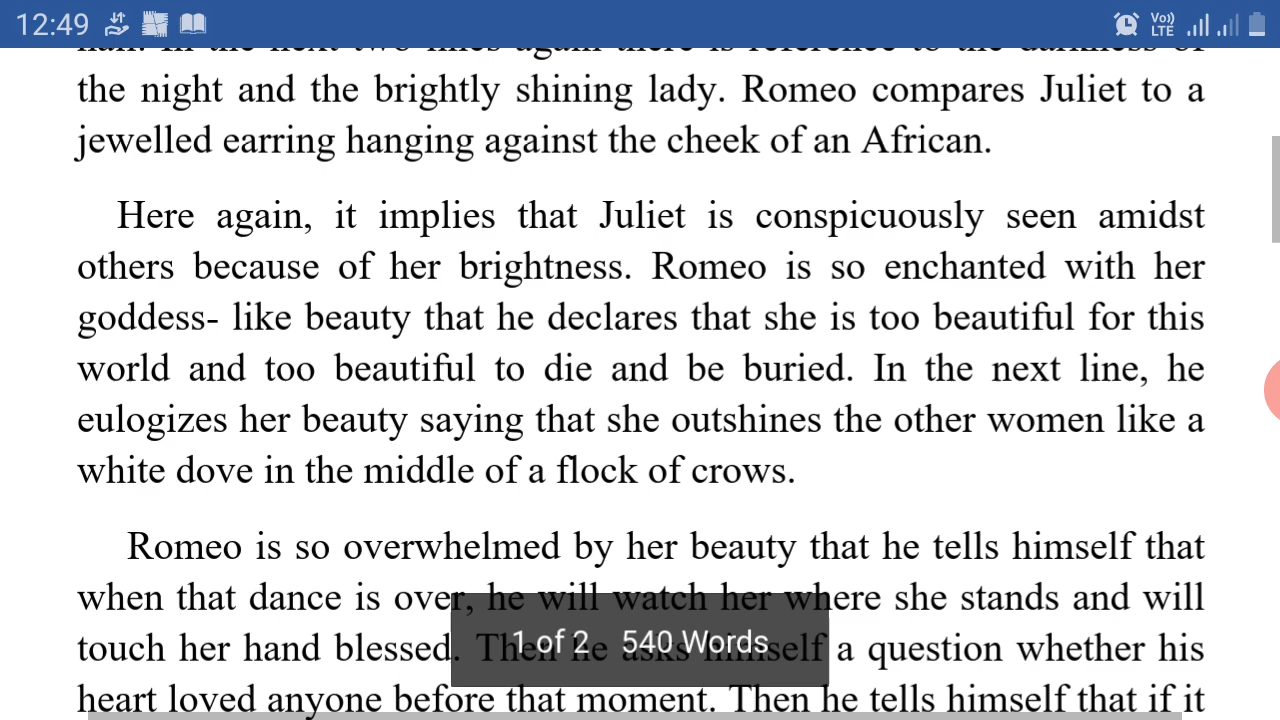 12:49 Vo)) LTE
the night and the brightly shining lady. Romeo compares Juliet to a
jewelled earring hanging against the cheek of an African.
Here again, it implies that Juliet is conspicuously seen amidst
others because of her brightness. Romeo is so enchanted with her
goddess- like beauty that he declares that she is too beautiful for this
world and too beautiful to die and be buried. In the next line, he
eulogizes her beauty saying that she outshines the other women like a
white dove in the middle of a flock of crows.
Romeo is so overwhelmed by her beauty that he tells himself that
when that dance is over, he will watch her where she stands and will
touch her hand blessed. Then he asks himself a question whether his
1 of 2 540 Words
heart loved anyone before that moment. Then he tells himself that if it